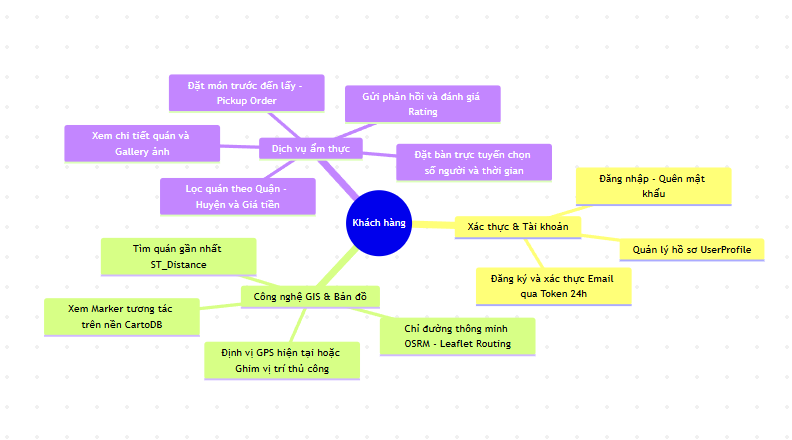 Đặt món trước đến lấy -
Pickup Order
Gửi phản hồi và đánh giá
Rating
Xem chi tiết quán và
Gallery ảnh
Dịch vụ ẩm thực
Đặt bàn trực tuyến chọn
số người và thời gian
Lọc quán theo Quận -
Huyện và Giá tiền
Khách hàng
Đăng nhập - Quên mật
khẩu
Xác thực & Tài khoản
Quản lý hồ sơ UserProfile
Đăng ký và xác thực Email
qua Token 24h
Tìm quán gần nhất
ST_Distance
Công nghệ GIS & Bản đồ
Xem Marker tương tác
trên nền CartoDB
Chỉ đường thông minh
OSRM - Leaflet Routing
Định vị GPS hiện tại hoặc
Ghim vị trí thủ công